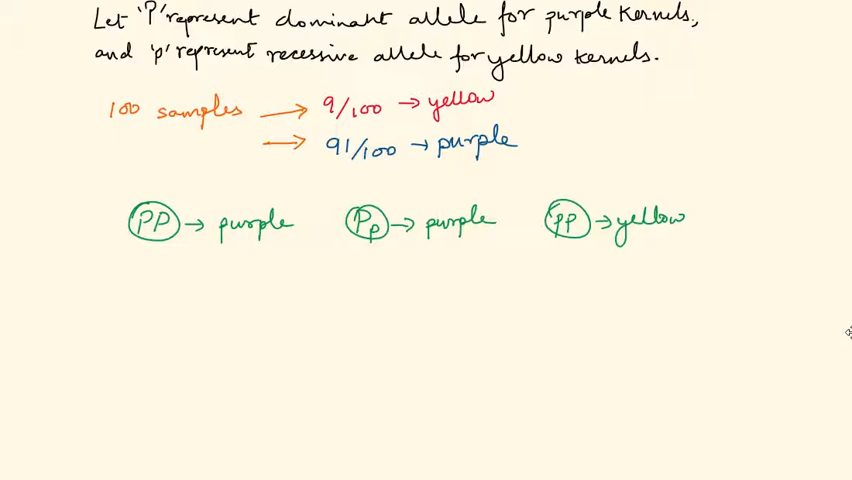 Let 'P' represent dominant allele for purple kernels,
and 'p' represent recessive allele for yellow kernels.
100 samples → 9/100 → yellow
→ 91/100 → purple
PP → purple Pp → purple pp → yellow